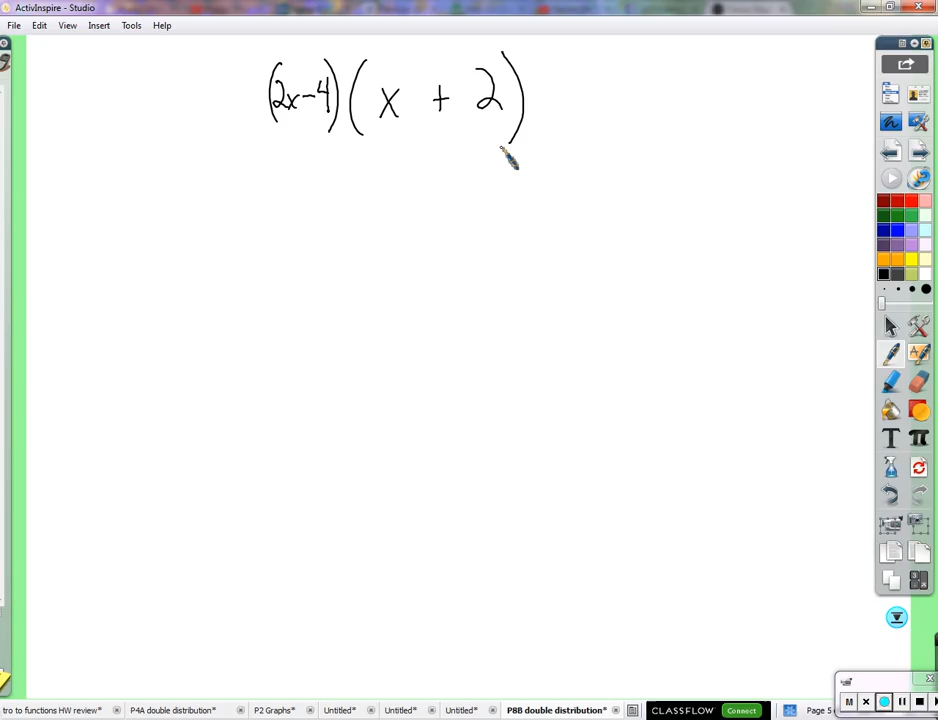 ActivInspire - Studio
File Edit View Insert Tools Help
(2x-4)(x + 2)
tro to functions HW review* P4A double distribution* P2 Graphs* Untitled* Untitled* Untitled* P8B double distribution* CLASSFLOW Connect Page 5
M